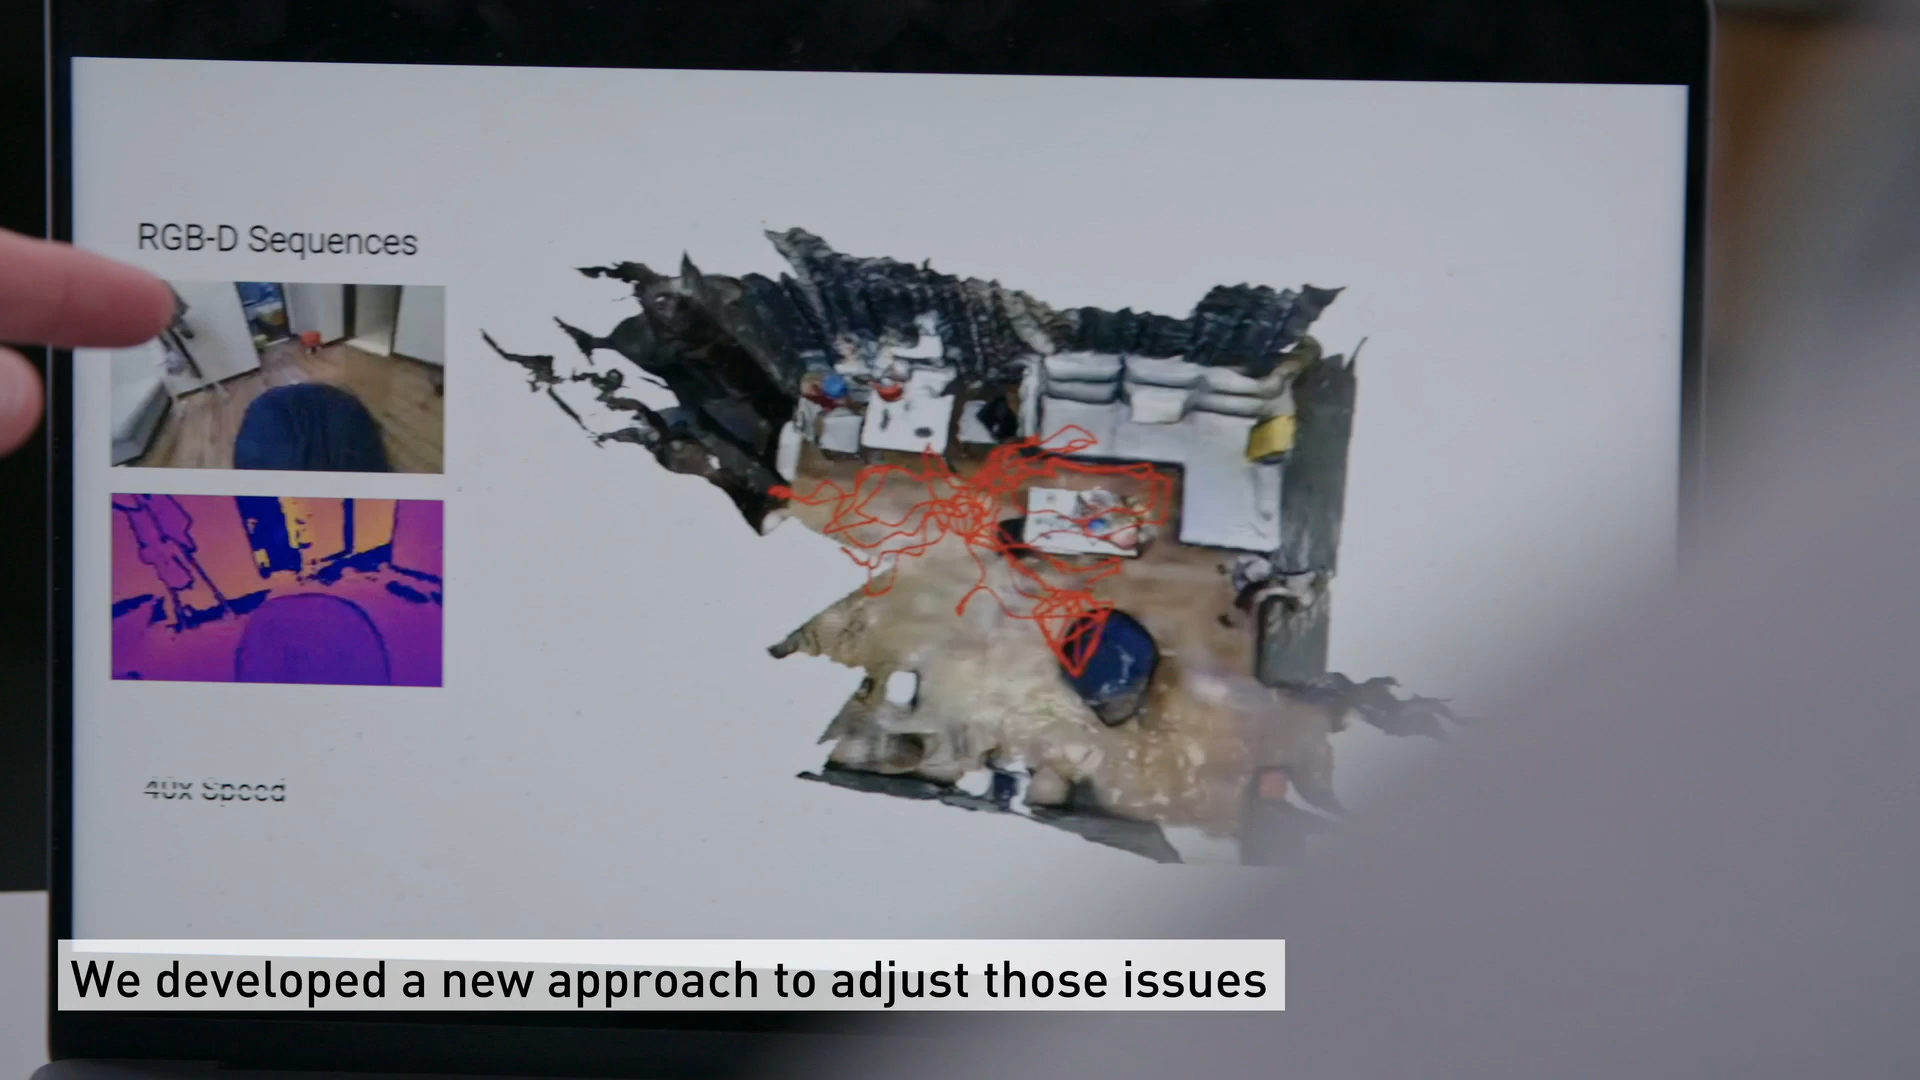 RGB-D Sequences
40x Speed
We developed a new approach to adjust those issues